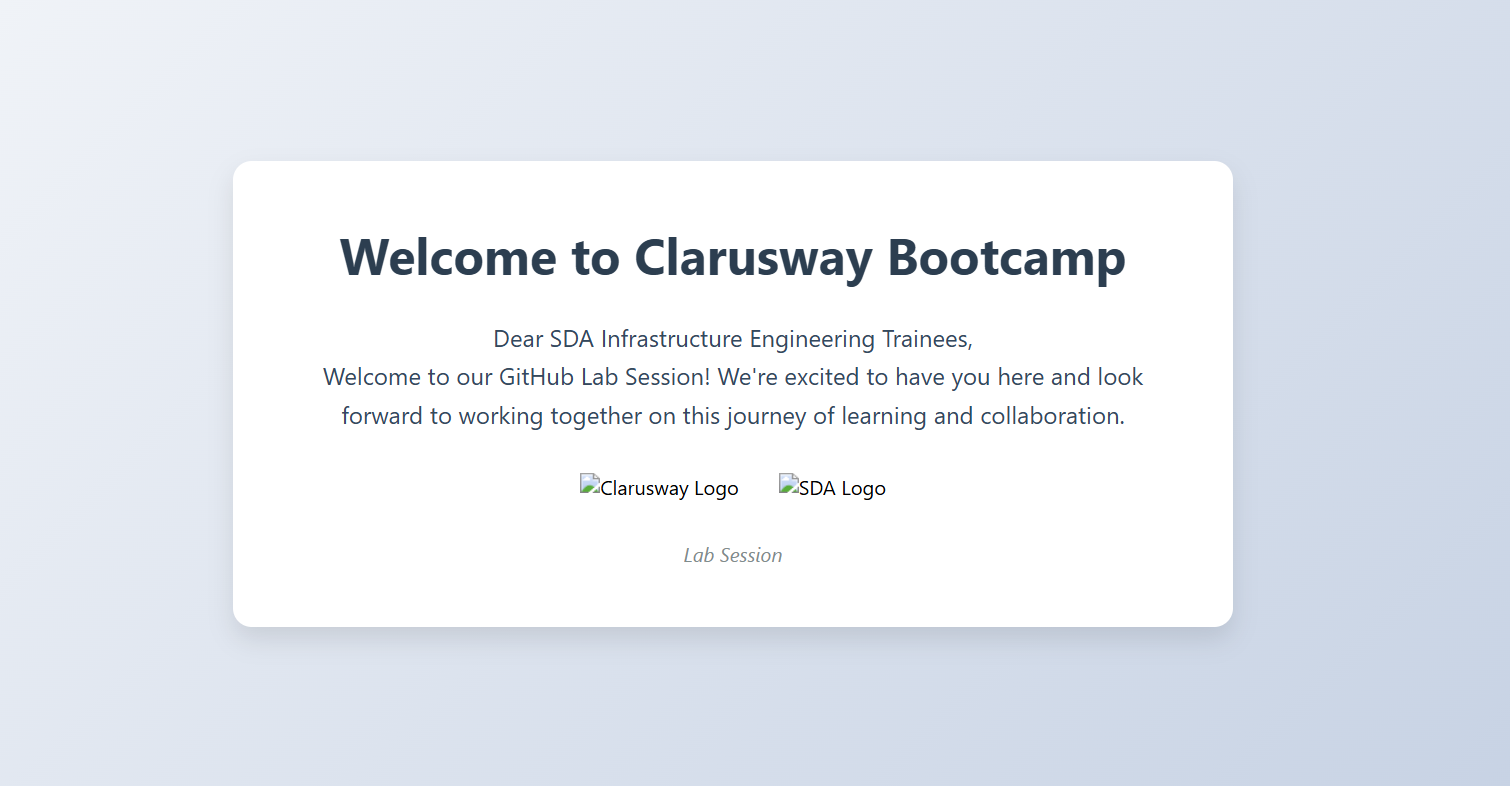 Welcome to Clarusway Bootcamp
Dear SDA Infrastructure Engineering Trainees,
Welcome to our GitHub Lab Session! We're excited to have you here and look
forward to working together on this journey of learning and collaboration.
Clarusway Logo SDA Logo
Lab Session